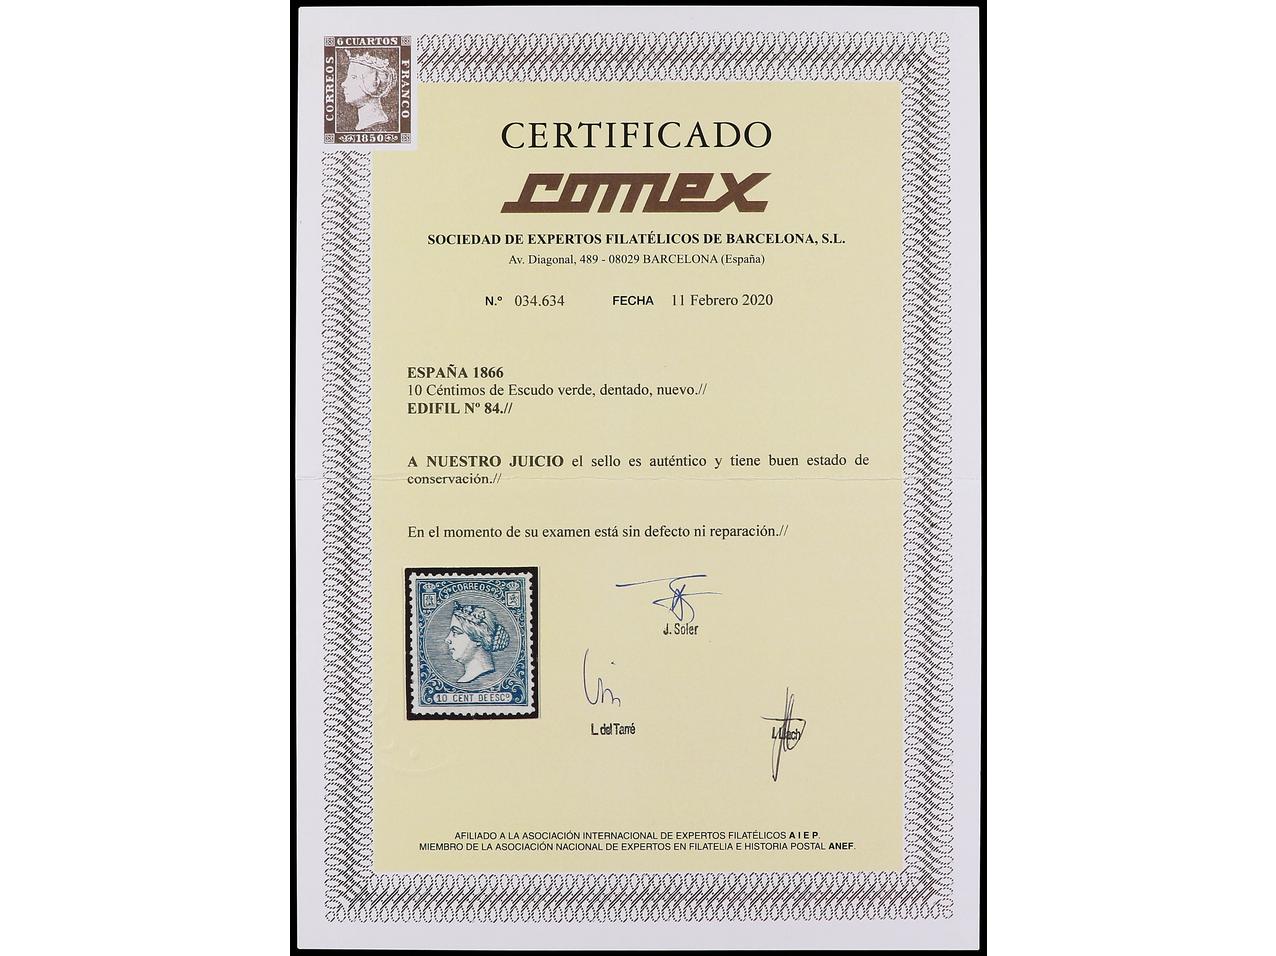 6 CUARTOS
CORREOS
FRANCO
1850
CERTIFICADO
comex
SOCIEDAD DE EXPERTOS FILATÉLICOS DE BARCELONA, S.L.
Av. Diagonal, 489 - 08029 BARCELONA (España)
N.º 034.634 FECHA 11 Febrero 2020
ESPAÑA 1866
10 Céntimos de Escudo verde, dentado, nuevo.//
EDIFIL Nº 84.//
A NUESTRO JUICIO el sello es auténtico y tiene buen estado de
conservación.//
En el momento de su examen está sin defecto ni reparación.//
CORREOS
10 CENT DE ESCº
J. Soler
L. del Tarré
AFILIADO A LA ASOCIACIÓN INTERNACIONAL DE EXPERTOS FILATÉLICOS A I E P.
MIEMBRO DE LA ASOCIACIÓN NACIONAL DE EXPERTOS EN FILATELIA E HISTORIA POSTAL ANEF.